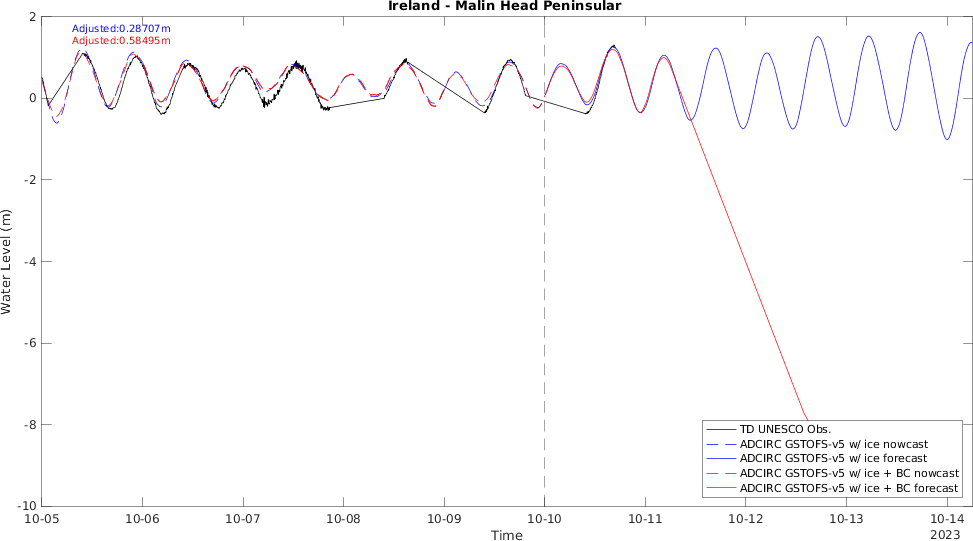 Ireland - Malin Head Peninsular
Adjusted:0.28707m
Adjusted:0.58495m
2
0
-2
-4
-6
-8
-10
Water Level (m)
TD UNESCO Obs.
ADCIRC GSTOFS-v5 w/ ice nowcast
ADCIRC GSTOFS-v5 w/ ice forecast
ADCIRC GSTOFS-v5 w/ ice + BC nowcast
ADCIRC GSTOFS-v5 w/ ice + BC forecast
10-05 10-06 10-07 10-08 10-09 10-10 10-11 10-12 10-13 10-14
2023
Time